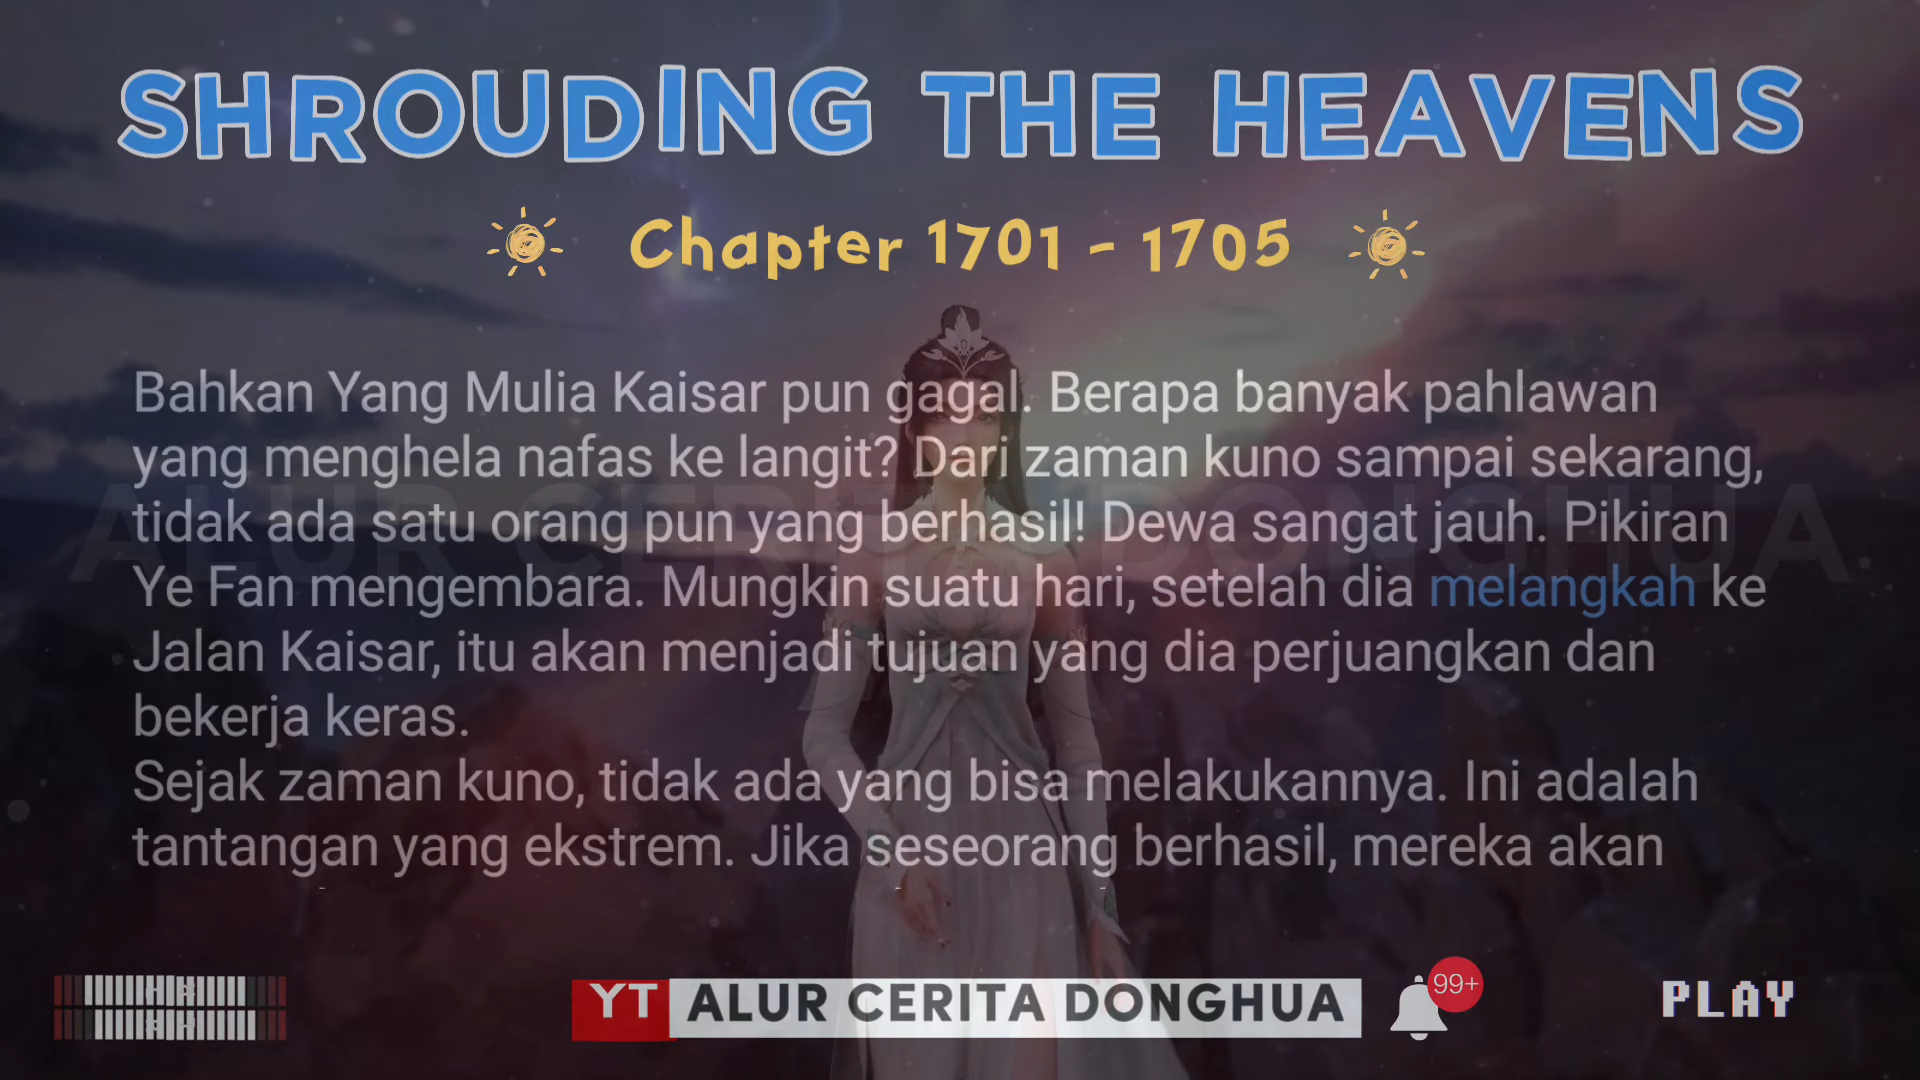 SHROUDING THE HEAVENS
Chapter 1701 - 1705
Bahkan Yang Mulia Kaisar pun gagal. Berapa banyak pahlawan
yang menghela nafas ke langit? Dari zaman kuno sampai sekarang,
tidak ada satu orang pun yang berhasil! Dewa sangat jauh. Pikiran
Ye Fan mengembara. Mungkin suatu hari, setelah dia melangkah ke
Jalan Kaisar, itu akan menjadi tujuan yang dia perjuangkan dan
bekerja keras.
Sejak zaman kuno, tidak ada yang bisa melakukannya. Ini adalah
tantangan yang ekstrem. Jika seseorang berhasil, mereka akan
ALUR CERITA DONGHUA
YT ALUR CERITA DONGHUA
99+
PLAY